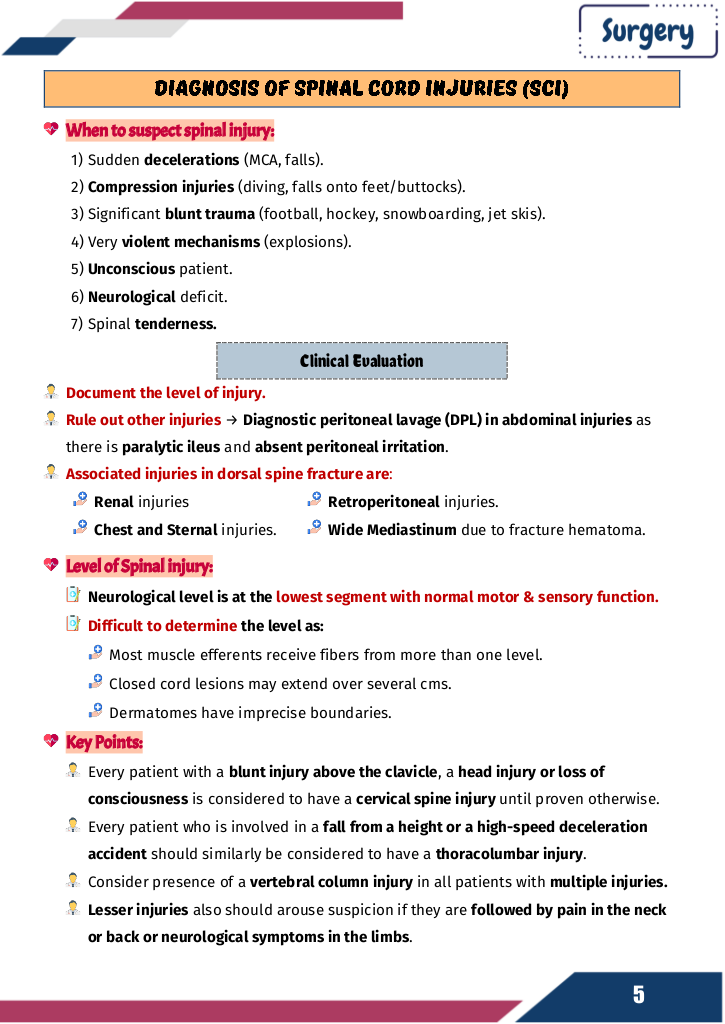 Surgery
DIAGNOSIS OF SPINAL CORD INJURIES (SCI)
When to suspect spinal injury:
1) Sudden decelerations (MCA, falls).
2) Compression injuries (diving, falls onto feet/buttocks).
3) Significant blunt trauma (football, hockey, snowboarding, jet skis).
4) Very violent mechanisms (explosions).
5) Unconscious patient.
6) Neurological deficit.
7) Spinal tenderness.
Clinical Evaluation
Document the level of injury.
Rule out other injuries → Diagnostic peritoneal lavage (DPL) in abdominal injuries as
there is paralytic ileus and absent peritoneal irritation.
Associated injuries in dorsal spine fracture are:
Renal injuries
Retroperitoneal injuries.
Chest and Sternal injuries.
Wide Mediastinum due to fracture hematoma.
Level of Spinal injury:
Neurological level is at the lowest segment with normal motor & sensory function.
Difficult to determine the level as:
Most muscle efferents receive fibers from more than one level.
Closed cord lesions may extend over several cms.
Dermatomes have imprecise boundaries.
Key Points:
Every patient with a blunt injury above the clavicle, a head injury or loss of
consciousness is considered to have a cervical spine injury until proven otherwise.
Every patient who is involved in a fall from a height or a high-speed deceleration
accident should similarly be considered to have a thoracolumbar injury.
Consider presence of a vertebral column injury in all patients with multiple injuries.
Lesser injuries also should arouse suspicion if they are followed by pain in the neck
or back or neurological symptoms in the limbs.
5